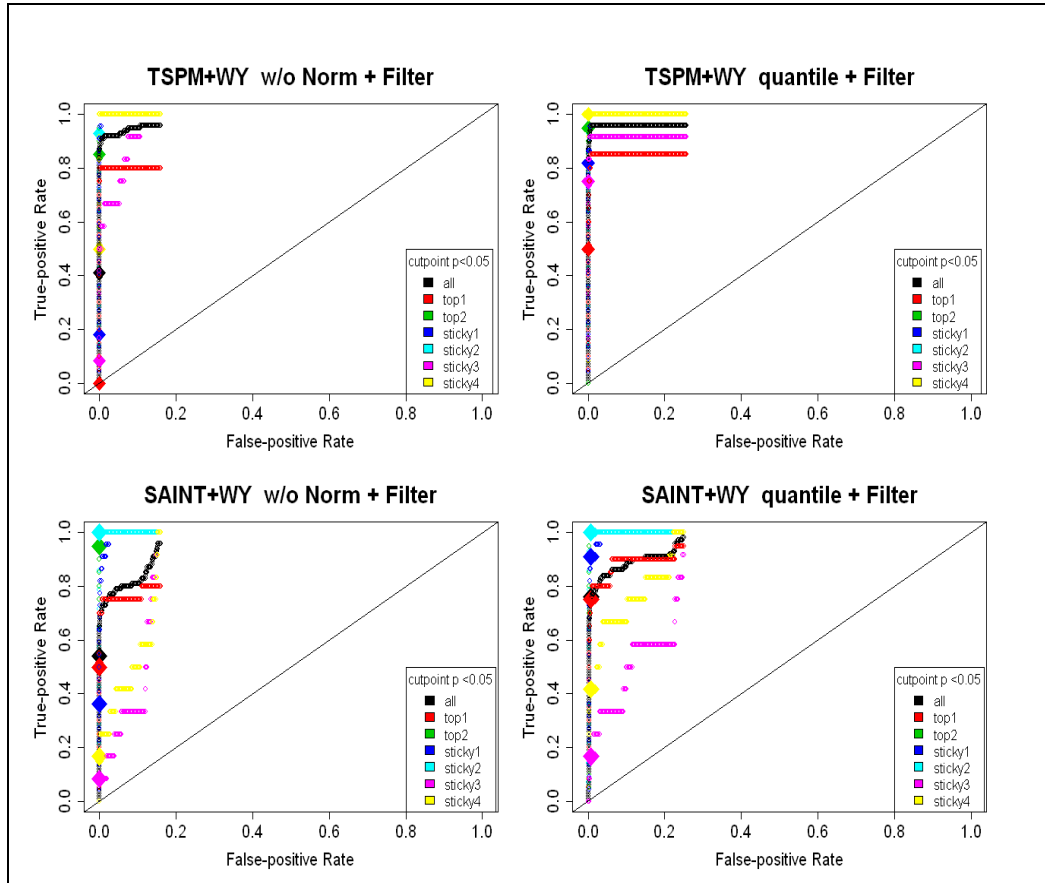 TSPM+WY w/o Norm + Filter
True-positive Rate
0.0 0.2 0.4 0.6 0.8 1.0
cutpoint p<0.05
all
top1
top2
sticky1
sticky2
sticky3
sticky4
0.0 0.2 0.4 0.6 0.8 1.0
False-positive Rate
TSPM+WY quantile + Filter
True-positive Rate
0.0 0.2 0.4 0.6 0.8 1.0
cutpoint p<0.05
all
top1
top2
sticky1
sticky2
sticky3
sticky4
0.0 0.2 0.4 0.6 0.8 1.0
False-positive Rate
SAINT+WY w/o Norm + Filter
True-positive Rate
0.0 0.2 0.4 0.6 0.8 1.0
cutpoint p <0.05
all
top1
top2
sticky1
sticky2
sticky3
sticky4
0.0 0.2 0.4 0.6 0.8 1.0
False-positive Rate
SAINT+WY quantile + Filter
True-positive Rate
0.0 0.2 0.4 0.6 0.8 1.0
cutpoint p <0.05
all
top1
top2
sticky1
sticky2
sticky3
sticky4
0.0 0.2 0.4 0.6 0.8 1.0
False-positive Rate